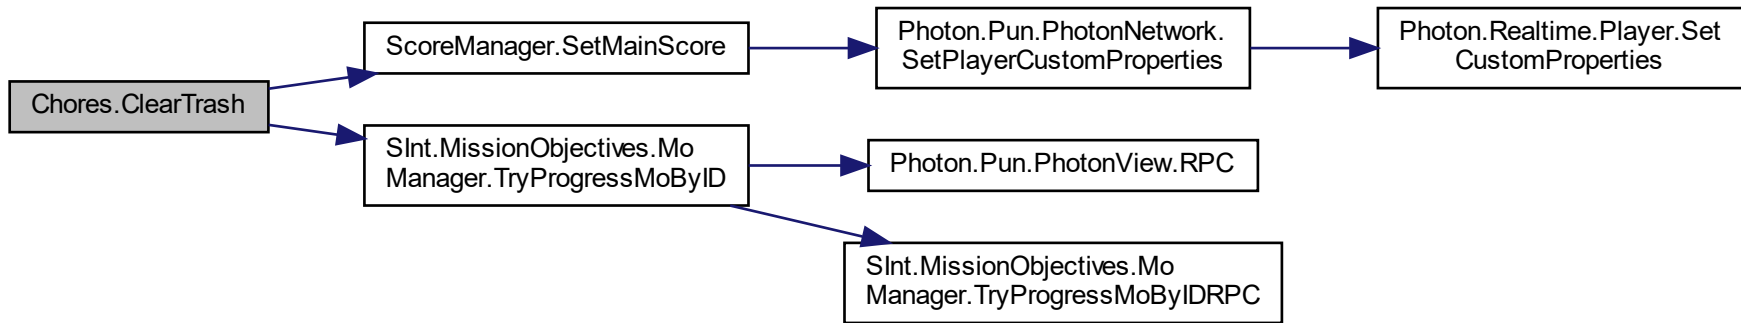 Chores.ClearTrash
ScoreManager.SetMainScore
Photon.Pun.PhotonNetwork.
SetPlayerCustomProperties
Photon.Realtime.Player.Set
CustomProperties
SInt.MissionObjectives.Mo
Manager.TryProgressMoByID
Photon.Pun.PhotonView.RPC
SInt.MissionObjectives.Mo
Manager.TryProgressMoByIDRPC